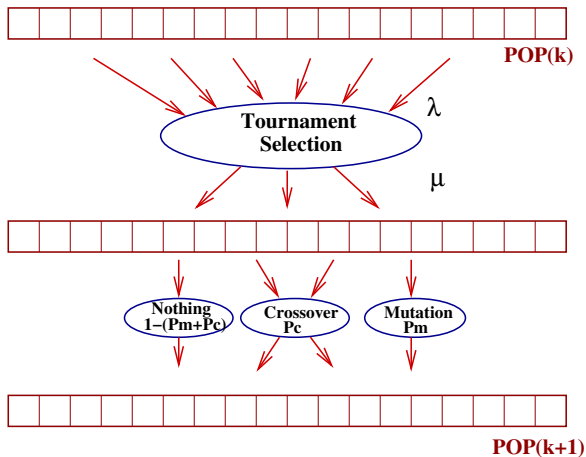 POP(k)
λ
Tournament
Selection
μ
Nothing
1−(Pm+Pc)
Crossover
Pc
Mutation
Pm
POP(k+1)